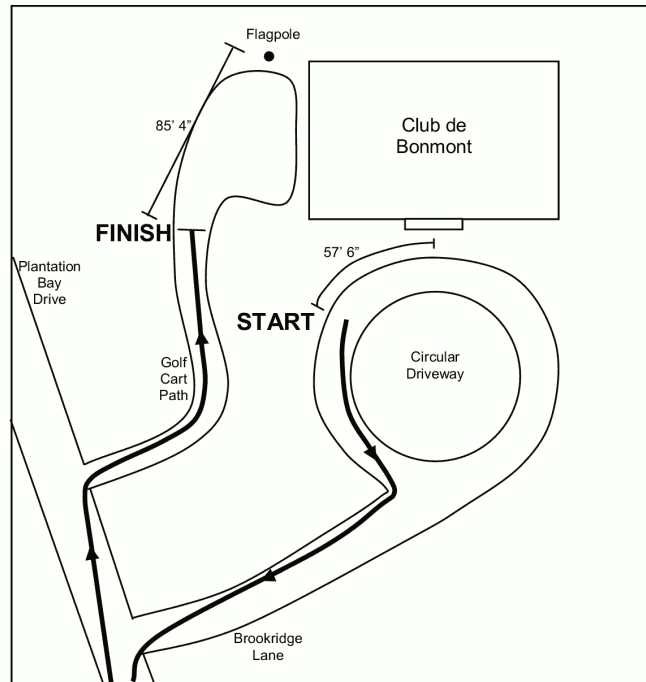 Flagpole
85’ 4”
Club de
Bonmont
FINISH
57’ 6”
Plantation
Bay
Drive
START
Golf
Cart
Path
Circular
Driveway
Brookridge
Lane